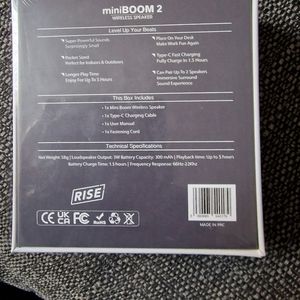 miniBOOM 2
WIRELESS SPEAKER
Level Up Your Beats
• Super-Powerful Sounds
Surprisingly Small
• Place On Your Desk
Make Work Fun Again
• Pocket Sized
Perfect for Indoors & Outdoors
• Type-C Fast Charging
Fully Charge In 1.5 Hours
• Longer Play Time
Enjoy For Up To 5 Hours
• Can Pair Up To 2 Speakers
Immersive Surround
Sound Experience
This Box Includes
• 1x Mini Boom Wireless Speaker
• 1x Type-C Charging Cable
• 1x User Manual
• 1x Fastening Cord
Technical Specifications
Net Weight: 58g | Loudspeaker Output: 3W Battery Capacity: 300 mAh | Playback time: Up to 5 hours
Battery Charge Time: 1.5 hours | Frequency Response: 66Hz-22Khz
RISE
CE UK CA RoHS
MADE IN PRC